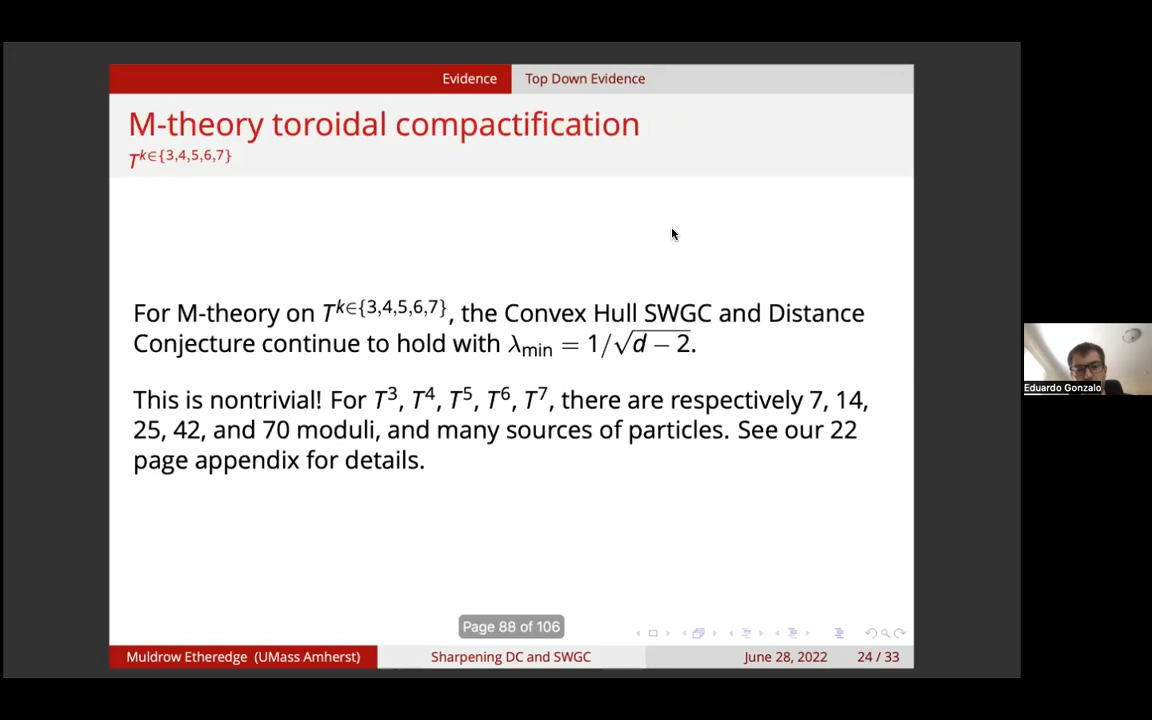 Evidence
Top Down Evidence
M-theory toroidal compactification
T^{k∈{3,4,5,6,7}}
For M-theory on T^{k∈{3,4,5,6,7}}, the Convex Hull SWGC and Distance
Conjecture continue to hold with λ_min = 1/√(d − 2).
This is nontrivial! For T³, T⁴, T⁵, T⁶, T⁷, there are respectively 7, 14,
25, 42, and 70 moduli, and many sources of particles. See our 22
page appendix for details.
Eduardo Gonzalo
Page 88 of 106
Muldrow Etheredge (UMass Amherst)
Sharpening DC and SWGC
June 28, 2022
24 / 33